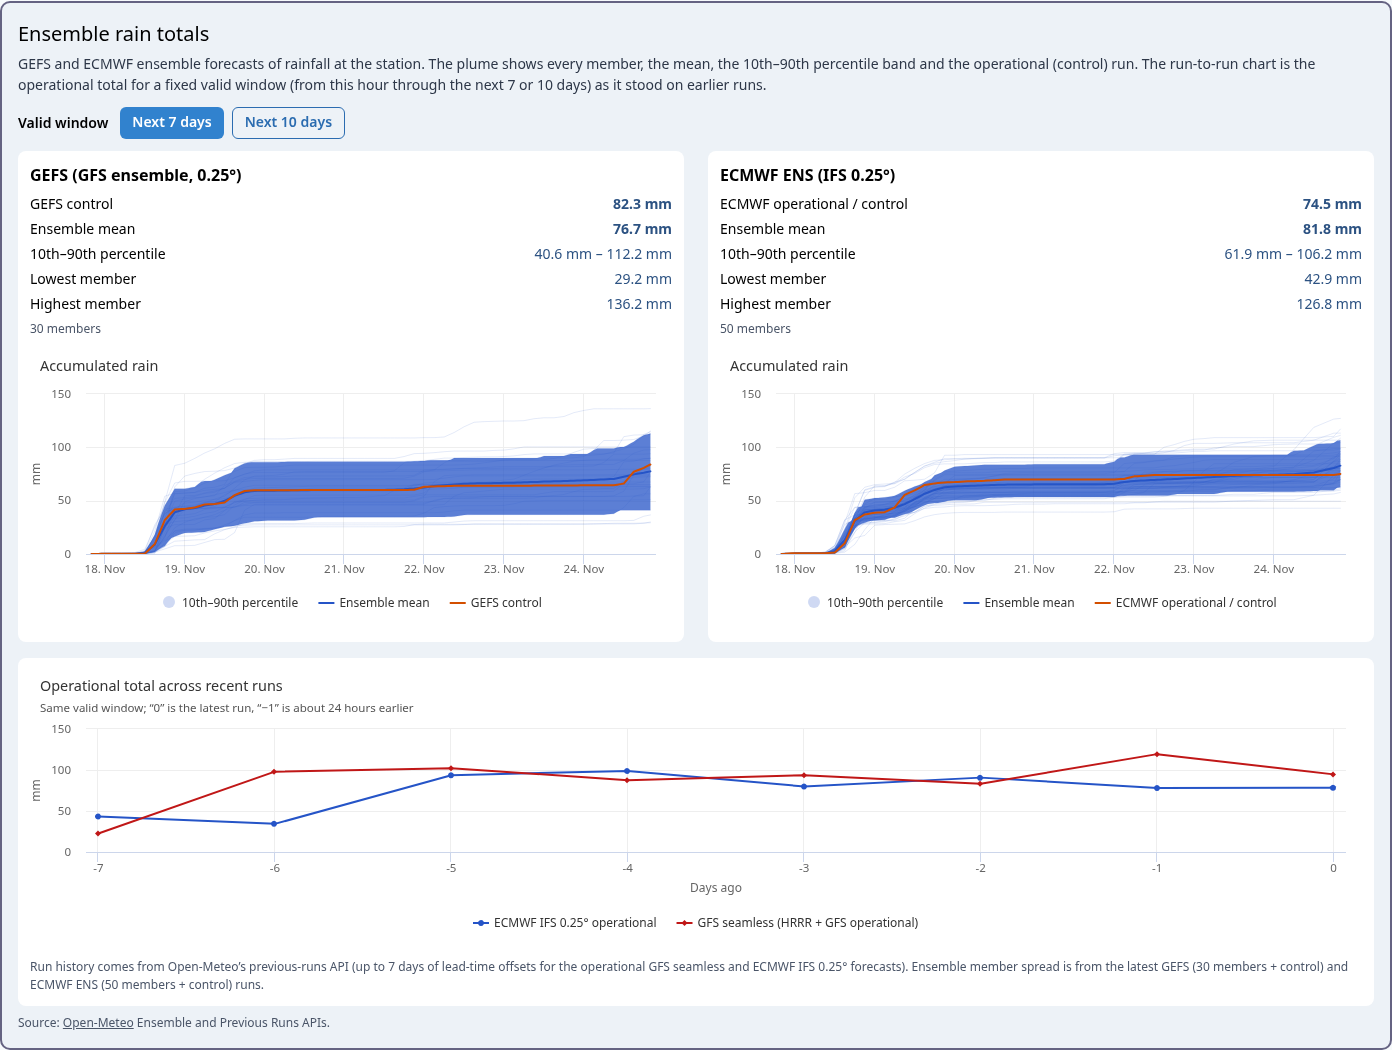 Ensemble rain totals
GEFS and ECMWF ensemble forecasts of rainfall at the station. The plume shows every member, the mean, the 10th–90th percentile band and the operational (control) run. The run-to-run chart is the
operational total for a fixed valid window (from this hour through the next 7 or 10 days) as it stood on earlier runs.
Valid window Next 7 days Next 10 days
GEFS (GFS ensemble, 0.25°)
GEFS control 82.3 mm
Ensemble mean 76.7 mm
10th–90th percentile 40.6 mm – 112.2 mm
Lowest member 29.2 mm
Highest member 136.2 mm
30 members
Accumulated rain
150
100
50
0
mm
18. Nov 19. Nov 20. Nov 21. Nov 22. Nov 23. Nov 24. Nov
10th–90th percentile Ensemble mean GEFS control
ECMWF ENS (IFS 0.25°)
ECMWF operational / control 74.5 mm
Ensemble mean 81.8 mm
10th–90th percentile 61.9 mm – 106.2 mm
Lowest member 42.9 mm
Highest member 126.8 mm
50 members
Accumulated rain
150
100
50
0
mm
18. Nov 19. Nov 20. Nov 21. Nov 22. Nov 23. Nov 24. Nov
10th–90th percentile Ensemble mean ECMWF operational / control
Operational total across recent runs
Same valid window; “0” is the latest run, “−1” is about 24 hours earlier
150
100
50
0
mm
-7 -6 -5 -4 -3 -2 -1 0
Days ago
ECMWF IFS 0.25° operational GFS seamless (HRRR + GFS operational)
Run history comes from Open-Meteo’s previous-runs API (up to 7 days of lead-time offsets for the operational GFS seamless and ECMWF IFS 0.25° forecasts). Ensemble member spread is from the latest GEFS (30 members + control) and
ECMWF ENS (50 members + control) runs.
Source: Open-Meteo Ensemble and Previous Runs APIs.